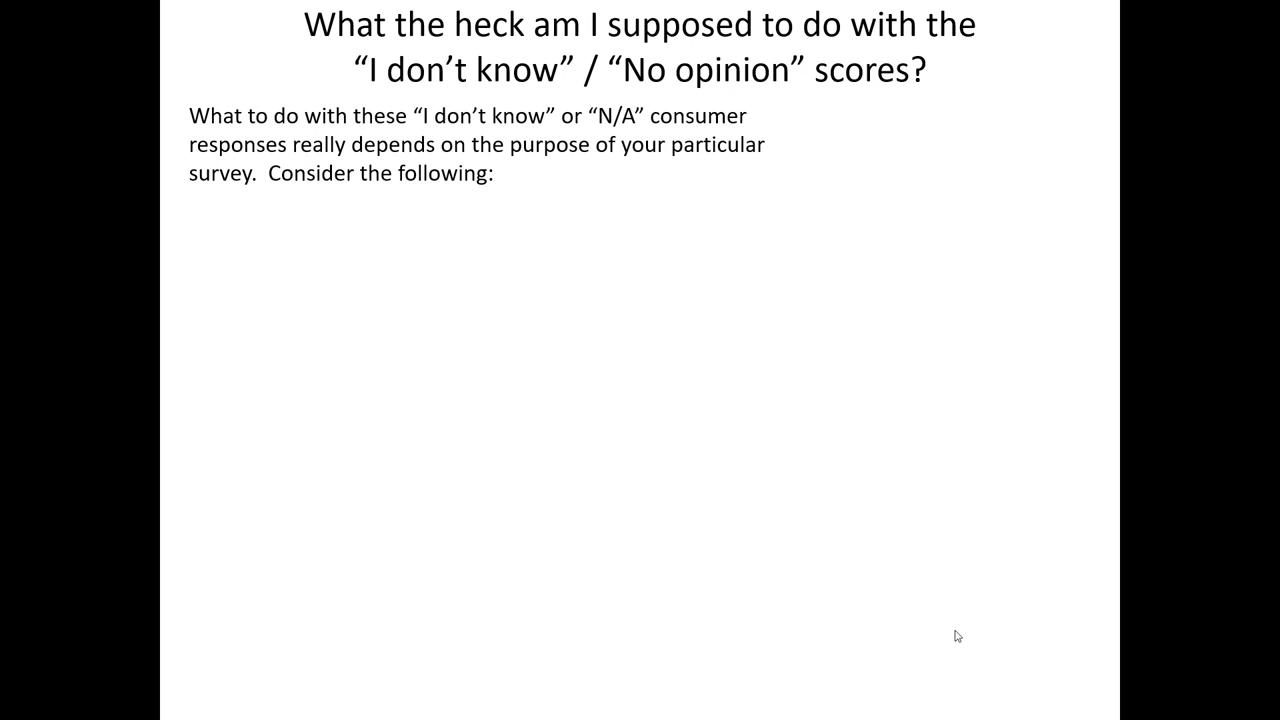 What the heck am I supposed to do with the
“I don’t know” / “No opinion” scores?
What to do with these “I don’t know” or “N/A” consumer
responses really depends on the purpose of your particular
survey.  Consider the following: